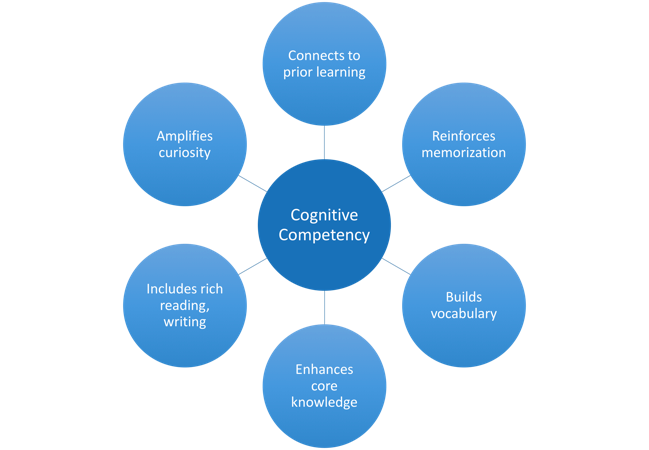 Connects to
prior learning
Amplifies
curiosity
Reinforces
memorization
Cognitive
Competency
Includes rich
reading,
writing
Builds
vocabulary
Enhances
core
knowledge